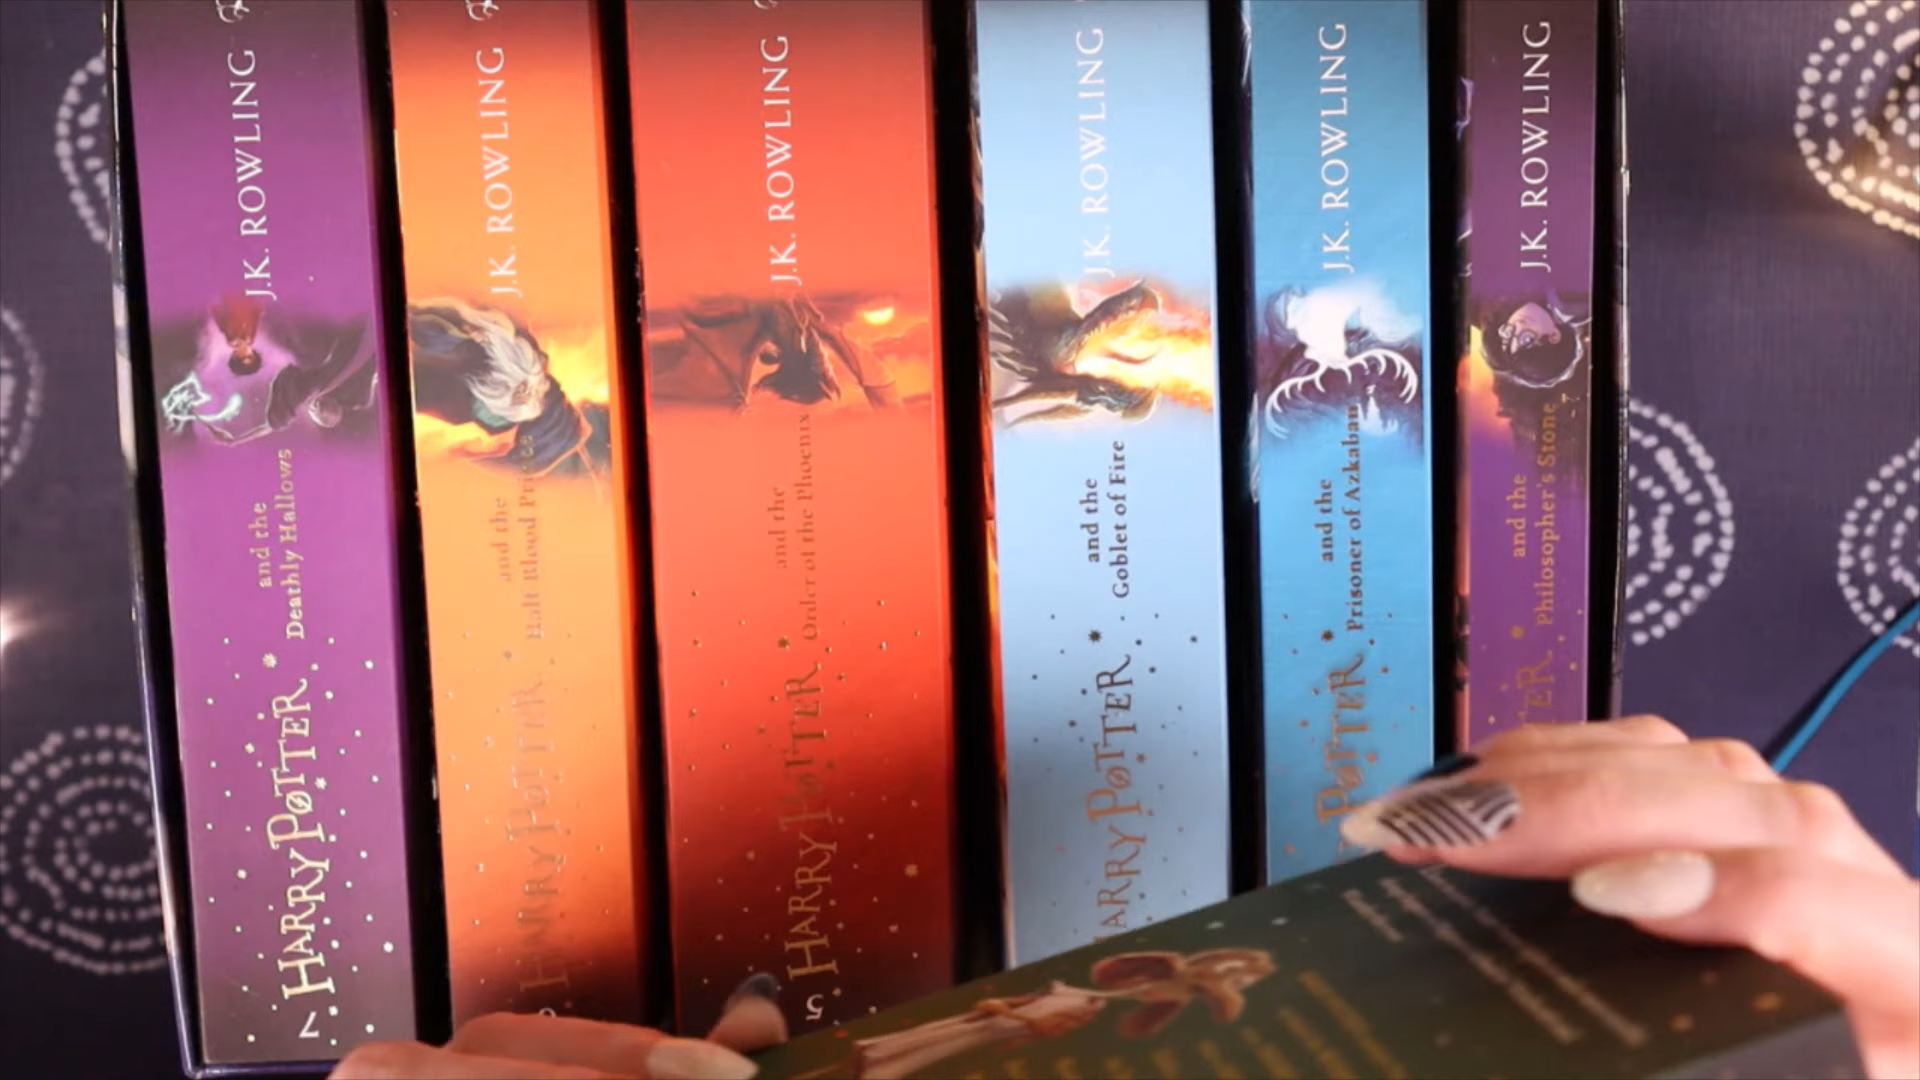 J.K. ROWLING
and the
Deathly Hallows
HARRY POTTER
7
J.K. ROWLING
and the
Half Blood Prince
HARRY POTTER
J.K. ROWLING
and the
Order of the Phoenix
HARRY POTTER
5
J.K. ROWLING
and the
Goblet of Fire
HARRY POTTER
J.K. ROWLING
and the
Prisoner of Azkaban
POTTER
J.K. ROWLING
and the
Philosopher's Stone